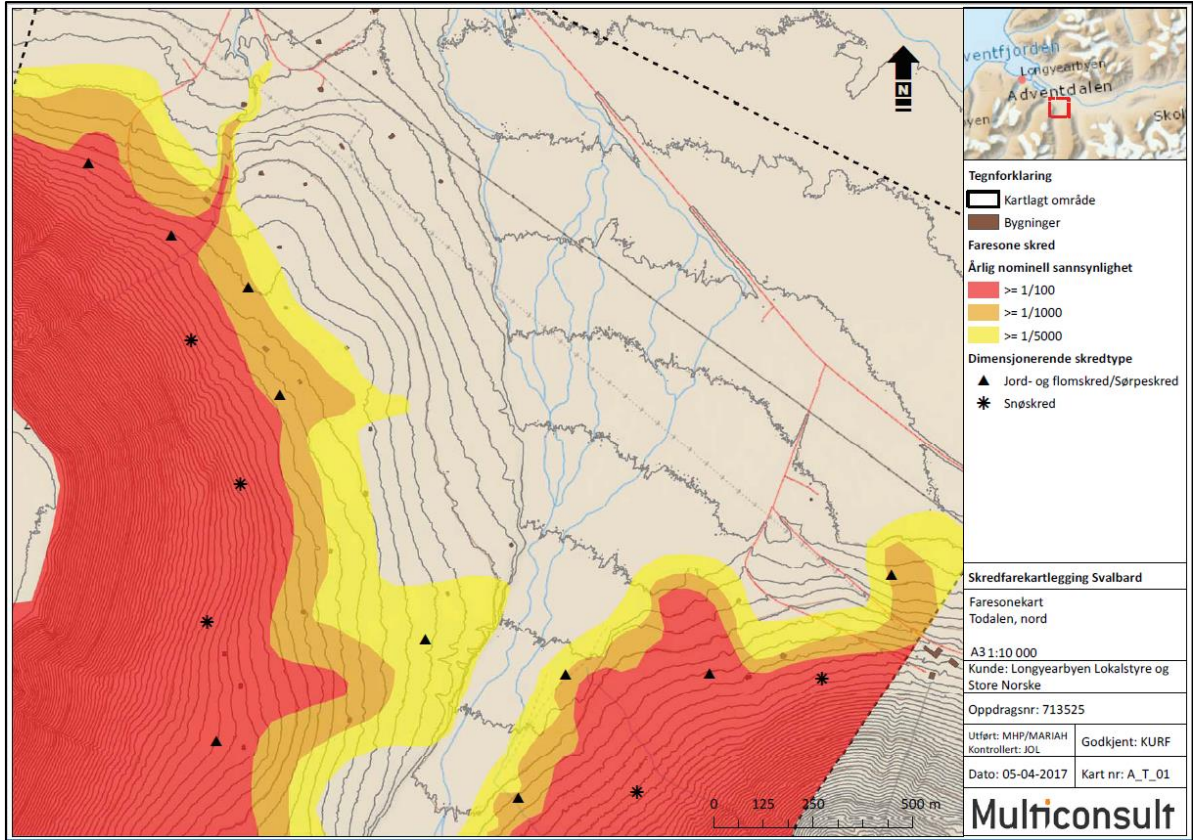 N
0 125 250 500 m
ventfjorden
Longyearbyen
Adventdalen
yen
Skol
Tegnforklaring
Kartlagt område
Bygninger
Faresone skred
Årlig nominell sannsynlighet
>= 1/100
>= 1/1000
>= 1/5000
Dimensjonerende skredtype
Jord- og flomskred/Sørpeskred
Snøskred
Skredfarekartlegging Svalbard
Faresonekart
Todalen, nord
A3 1:10 000
Kunde: Longyearbyen Lokalstyre og
Store Norske
Oppdragsnr: 713525
Utført: MHP/MARIAH
Kontrollert: JOL
Godkjent: KURF
Dato: 05-04-2017
Kart nr: A_T_01
Multiconsult